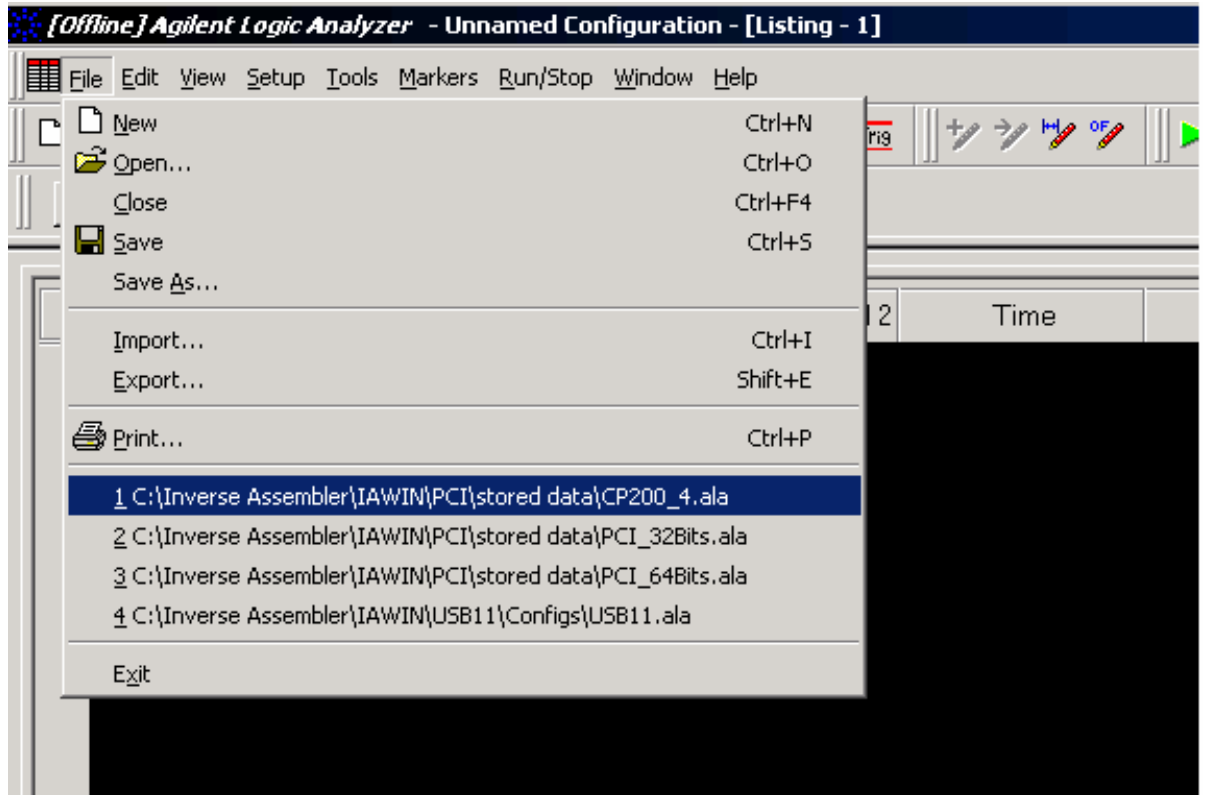 [Offline] Agilent Logic Analyzer - Unnamed Configuration - [Listing - 1]
File Edit View Setup Tools Markers Run/Stop Window Help
New Ctrl+N
Open... Ctrl+O
Close Ctrl+F4
Save Ctrl+S
Save As...
Import... Ctrl+I
Export... Shift+E
Print... Ctrl+P
1 C:\Inverse Assembler\IAWIN\PCI\stored data\CP200_4.ala
2 C:\Inverse Assembler\IAWIN\PCI\stored data\PCI_32Bits.ala
3 C:\Inverse Assembler\IAWIN\PCI\stored data\PCI_64Bits.ala
4 C:\Inverse Assembler\IAWIN\USB11\Configs\USB11.ala
Exit
OF
2 Time